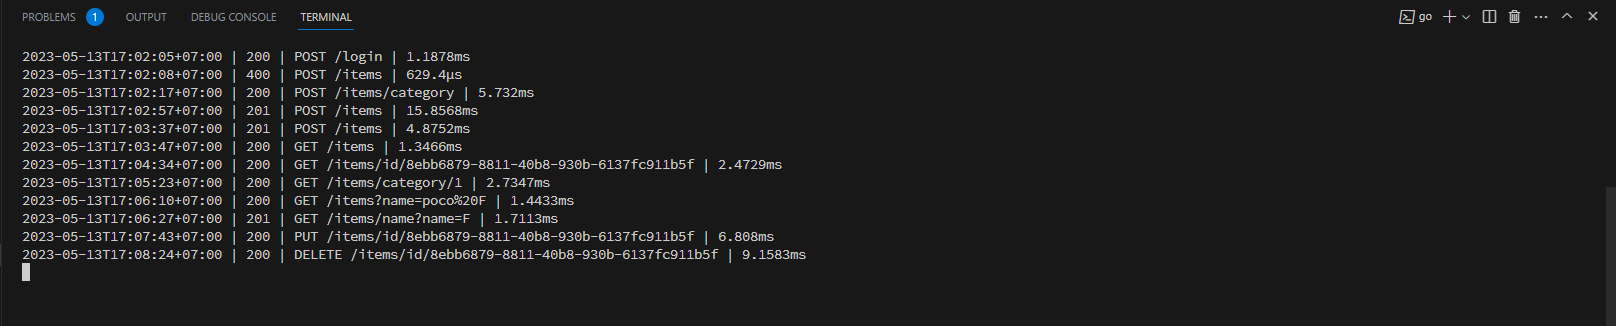 PROBLEMS 1 OUTPUT DEBUG CONSOLE TERMINAL go
2023-05-13T17:02:05+07:00 | 200 | POST /login | 1.1878ms
2023-05-13T17:02:08+07:00 | 400 | POST /items | 629.4µs
2023-05-13T17:02:17+07:00 | 200 | POST /items/category | 5.732ms
2023-05-13T17:02:57+07:00 | 201 | POST /items | 15.8568ms
2023-05-13T17:03:37+07:00 | 201 | POST /items | 4.8752ms
2023-05-13T17:03:47+07:00 | 200 | GET /items | 1.3466ms
2023-05-13T17:04:34+07:00 | 200 | GET /items/id/8ebb6879-8811-40b8-930b-6137fc911b5f | 2.4729ms
2023-05-13T17:05:23+07:00 | 200 | GET /items/category/1 | 2.7347ms
2023-05-13T17:06:10+07:00 | 200 | GET /items?name=poco%20F | 1.4433ms
2023-05-13T17:06:27+07:00 | 201 | GET /items/name?name=F | 1.7113ms
2023-05-13T17:07:43+07:00 | 200 | PUT /items/id/8ebb6879-8811-40b8-930b-6137fc911b5f | 6.808ms
2023-05-13T17:08:24+07:00 | 200 | DELETE /items/id/8ebb6879-8811-40b8-930b-6137fc911b5f | 9.1583ms